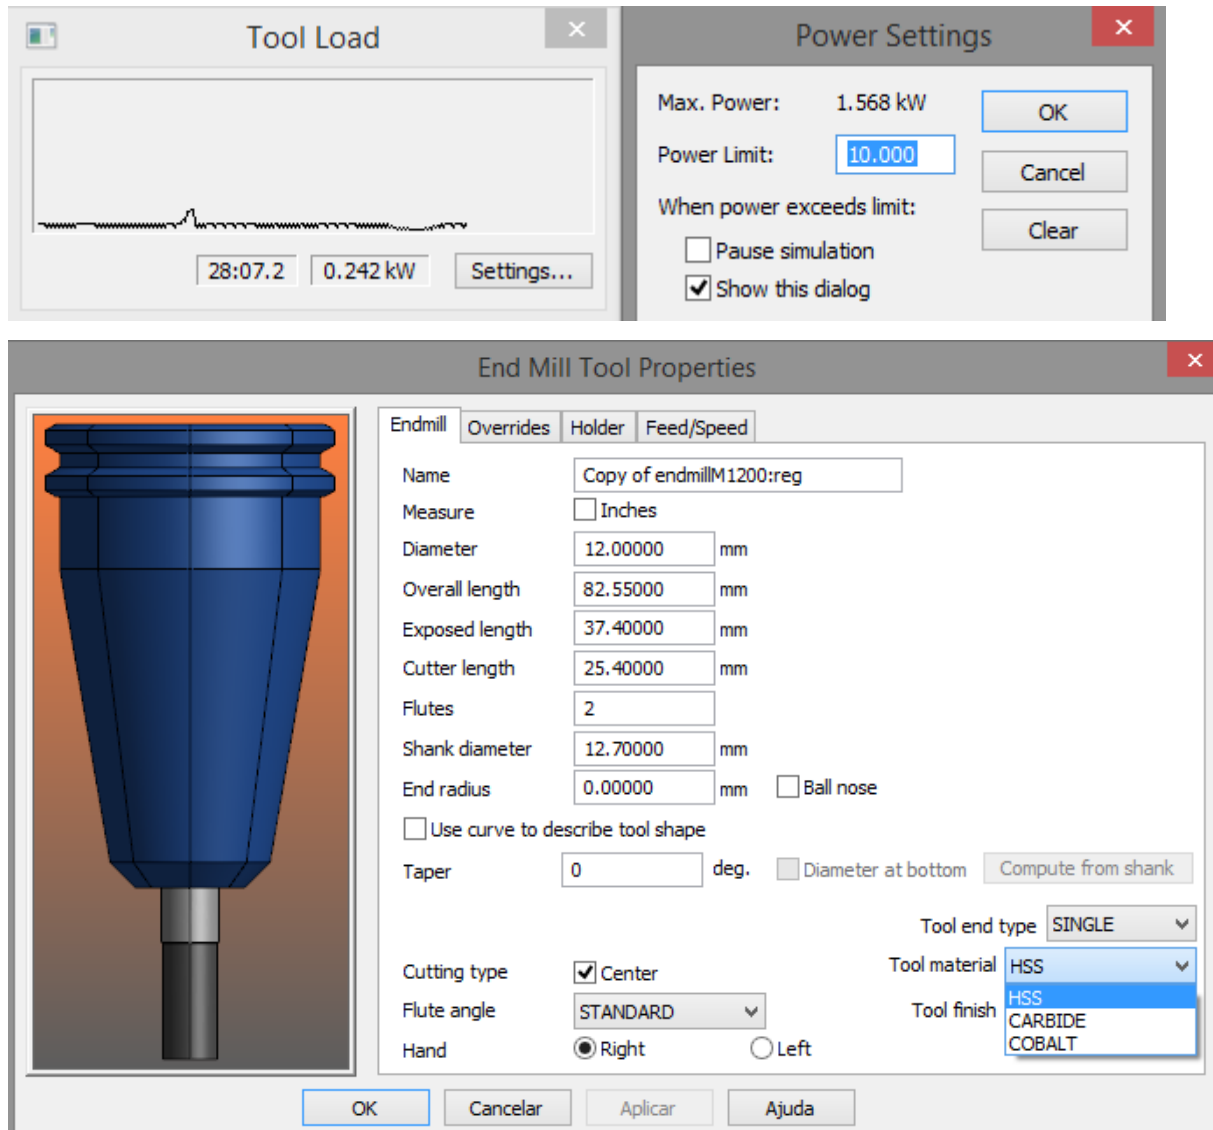 Tool Load
28:07.2 0.242 kW Settings...
Power Settings
Max. Power: 1.568 kW OK
Power Limit: 10.000 Cancel
When power exceeds limit: Clear
Pause simulation
Show this dialog
End Mill Tool Properties
Endmill Overrides Holder Feed/Speed
Name Copy of endmillM1200:reg
Measure Inches
Diameter 12.00000 mm
Overall length 82.55000 mm
Exposed length 37.40000 mm
Cutter length 25.40000 mm
Flutes 2
Shank diameter 12.70000 mm
End radius 0.00000 mm Ball nose
Use curve to describe tool shape
Taper 0 deg. Diameter at bottom Compute from shank
Tool end type SINGLE
Cutting type Center Tool material HSS
HSS
Flute angle STANDARD Tool finish CARBIDE
COBALT
Hand Right Left
OK Cancelar Aplicar Ajuda